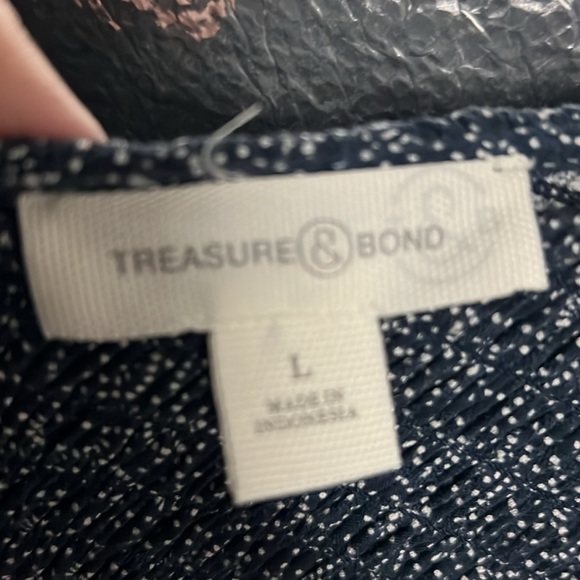 TREASURE & BOND
L
MADE IN
INDONESIA